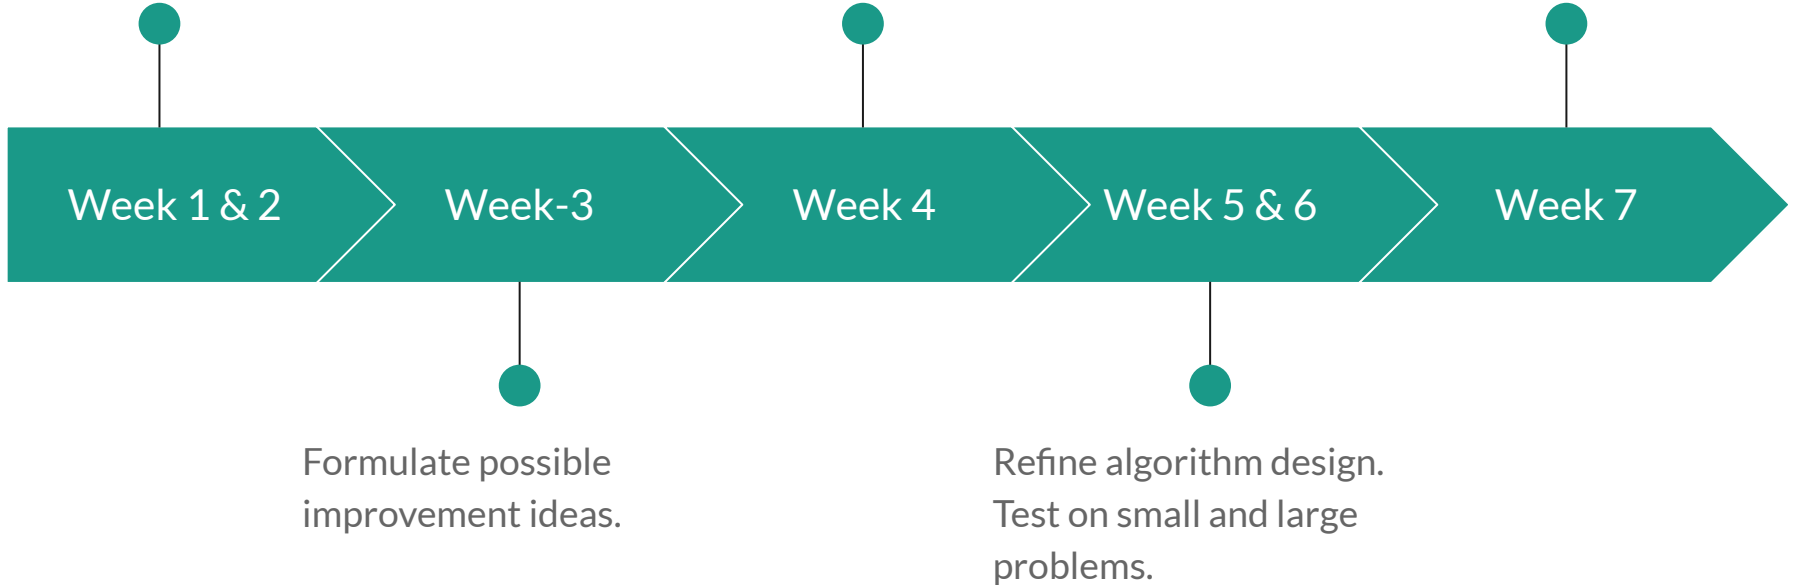 Week 1 & 2
Week-3
Week 4
Week 5 & 6
Week 7
Formulate possible
improvement ideas.
Refine algorithm design.
Test on small and large
problems.